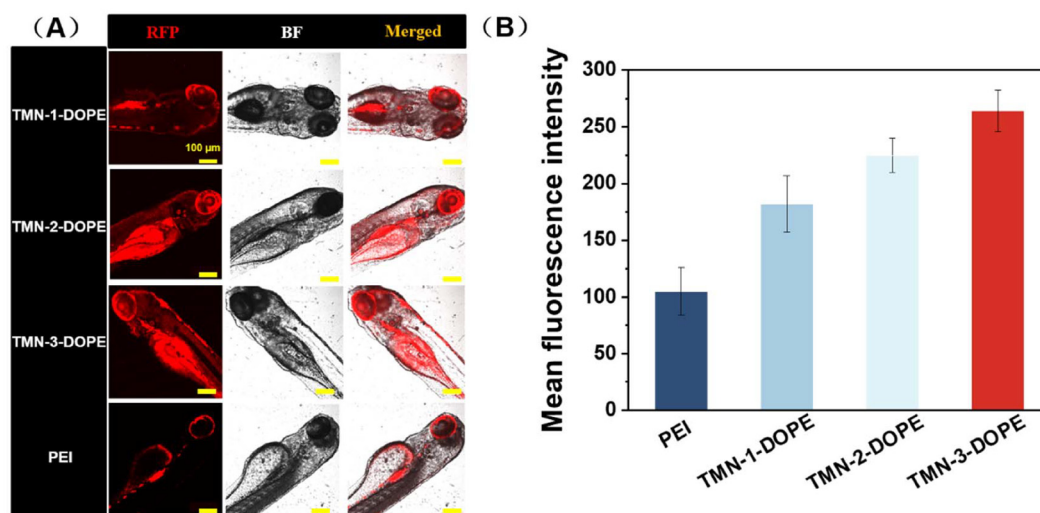 (A)
RFP BF Merged
TMN-1-DOPE
100 μm
TMN-2-DOPE
TMN-3-DOPE
PEI
(B)
Mean fluorescence intensity
300
250
200
150
100
50
0
PEI
TMN-1-DOPE
TMN-2-DOPE
TMN-3-DOPE